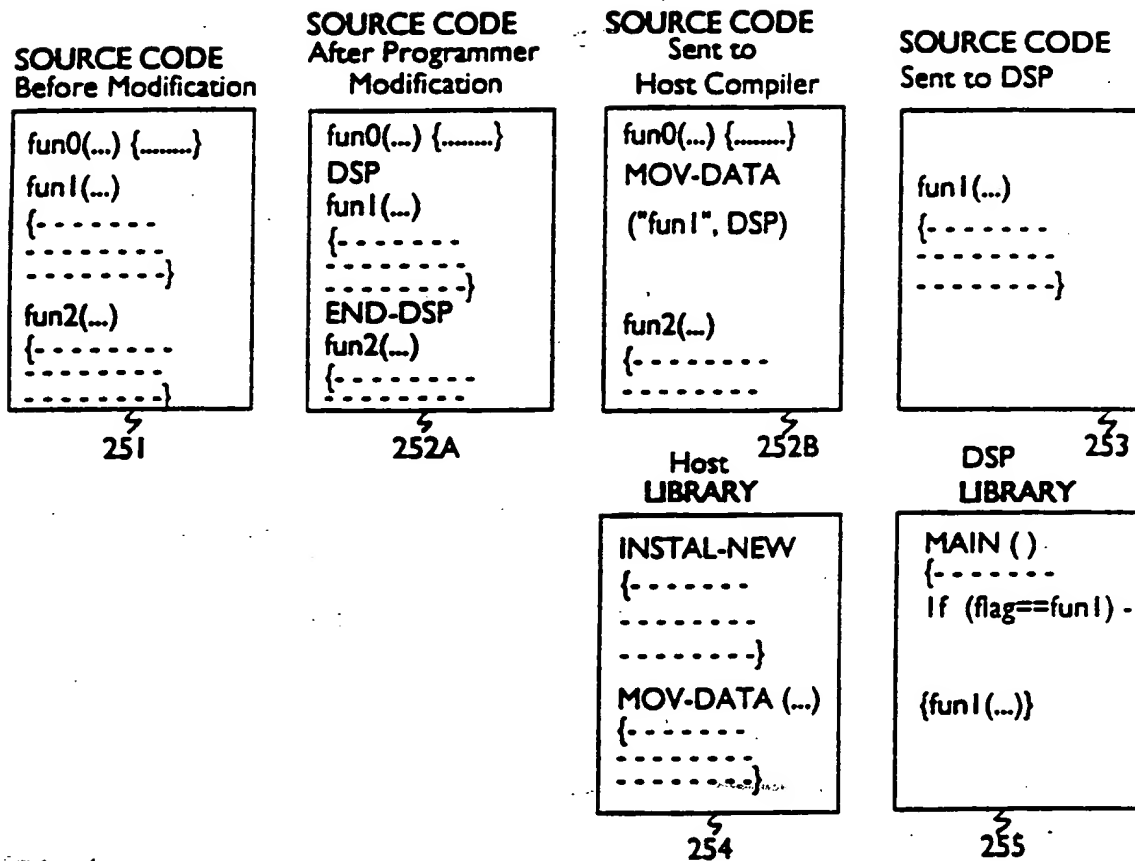 SOURCE CODE
Before Modification
fun0(...) {.........}
fun1(...)
{- - - - - - -
- - - - - - - - -
- - - - - - - - -}
fun2(...)
{- - - - - - - - -
- - - - - - - - -
- - - - - - - - -}
251
SOURCE CODE
After Programmer
Modification
fun0(...) {.........}
DSP
fun1(...)
{- - - - - - - -
- - - - - - - - -
- - - - - - - - -}
END-DSP
fun2(...)
{- - - - - - - - -
- - - - - - - - -
252A
SOURCE CODE
Sent to
Host Compiler
fun0(...) {.........}
MOV-DATA
("fun1", DSP)
fun2(...)
{- - - - - - - - -
- - - - - - - - -
252B
SOURCE CODE
Sent to DSP
fun1(...)
{- - - - - - -
- - - - - - - - -
- - - - - - - - -}
253
Host
LIBRARY
INSTAL-NEW
{- - - - - - -
- - - - - - - - -
- - - - - - - - -}
MOV-DATA (...)
{- - - - - - -
- - - - - - - - -
- - - - - - - - -}
254
DSP
LIBRARY
MAIN ( )
{- - - - - - -
If (flag==fun1) -
{fun1(...)}
255